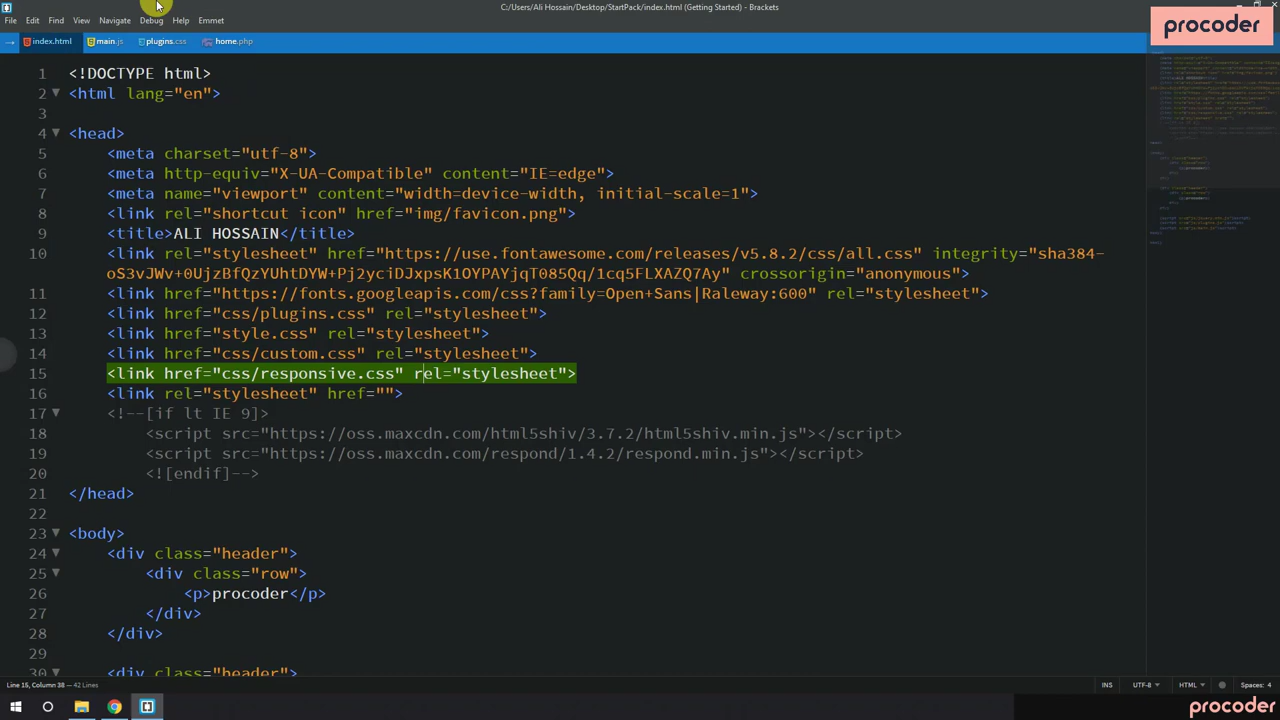 C:/Users/Ali Hossain/Desktop/StartPack/index.html (Getting Started) - Brackets
File Edit Find View Navigate Debug Help Emmet
procoder
index.html main.js plugins.css home.php
1 <!DOCTYPE html>
2 <html lang="en">
3
4 <head>
5 <meta charset="utf-8">
6 <meta http-equiv="X-UA-Compatible" content="IE=edge">
7 <meta name="viewport" content="width=device-width, initial-scale=1">
8 <link rel="shortcut icon" href="img/favicon.png">
9 <title>ALI HOSSAIN</title>
10 <link rel="stylesheet" href="https://use.fontawesome.com/releases/v5.8.2/css/all.css" integrity="sha384-
oS3vJWv+0UjzBfQzYUhtDYW+Pj2yciDJxpsK1OYPAYjqT085Qq/1cq5FLXAZQ7Ay" crossorigin="anonymous">
11 <link href="https://fonts.googleapis.com/css?family=Open+Sans|Raleway:600" rel="stylesheet">
12 <link href="css/plugins.css" rel="stylesheet">
13 <link href="style.css" rel="stylesheet">
14 <link href="css/custom.css" rel="stylesheet">
15 <link href="css/responsive.css" rel="stylesheet">
16 <link rel="stylesheet" href="">
17 <!--[if lt IE 9]>
18 <script src="https://oss.maxcdn.com/html5shiv/3.7.2/html5shiv.min.js"></script>
19 <script src="https://oss.maxcdn.com/respond/1.4.2/respond.min.js"></script>
20 <![endif]-->
21 </head>
22
23 <body>
24 <div class="header">
25 <div class="row">
26 <p>procoder</p>
27 </div>
28 </div>
29
30 <div class="header">
Line 15, Column 38 — 42 Lines
INS UTF-8 HTML Spaces: 4
procoder